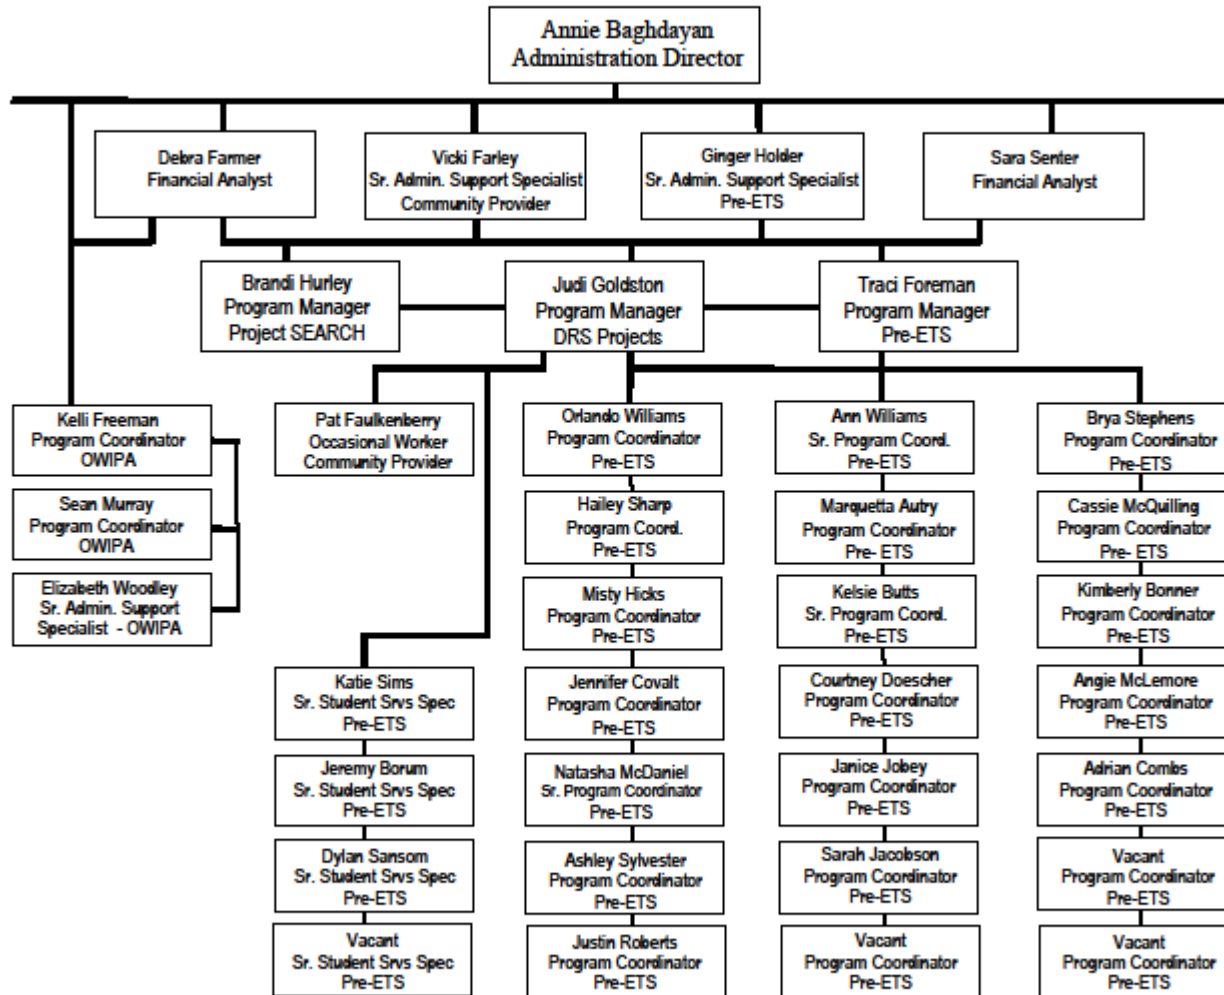 Annie Baghdayan
Administration Director
Debra Farmer
Financial Analyst
Vicki Farley
Sr. Admin. Support Specialist
Community Provider
Ginger Holder
Sr. Admin. Support Specialist
Pre-ETS
Sara Senter
Financial Analyst
Brandi Hurley
Program Manager
Project SEARCH
Judi Goldston
Program Manager
DRS Projects
Traci Foreman
Program Manager
Pre-ETS
Kelli Freeman
Program Coordinator
OWIPA
Sean Murray
Program Coordinator
OWIPA
Elizabeth Woodley
Sr. Admin. Support
Specialist - OWIPA
Pat Faulkenberry
Occasional Worker
Community Provider
Katie Sims
Sr. Student Srvs Spec
Pre-ETS
Jeremy Borum
Sr. Student Srvs Spec
Pre-ETS
Dylan Sansom
Sr. Student Srvs Spec
Pre-ETS
Vacant
Sr. Student Srvs Spec
Pre-ETS
Orlando Williams
Program Coordinator
Pre-ETS
Hailey Sharp
Program Coord.
Pre-ETS
Misty Hicks
Program Coordinator
Pre-ETS
Jennifer Covalt
Program Coordinator
Pre-ETS
Natasha McDaniel
Sr. Program Coordinator
Pre-ETS
Ashley Sylvester
Program Coordinator
Pre-ETS
Justin Roberts
Program Coordinator
Pre-ETS
Ann Williams
Sr. Program Coord.
Pre-ETS
Marquetta Autry
Program Coordinator
Pre- ETS
Kelsie Butts
Sr. Program Coord.
Pre-ETS
Courtney Doescher
Program Coordinator
Pre-ETS
Janice Jobey
Program Coordinator
Pre-ETS
Sarah Jacobson
Program Coordinator
Pre-ETS
Vacant
Program Coordinator
Pre-ETS
Brya Stephens
Program Coordinator
Pre-ETS
Cassie McQuilling
Program Coordinator
Pre- ETS
Kimberly Bonner
Program Coordinator
Pre-ETS
Angie McLemore
Program Coordinator
Pre-ETS
Adrian Combs
Program Coordinator
Pre-ETS
Vacant
Program Coordinator
Pre-ETS
Vacant
Program Coordinator
Pre-ETS